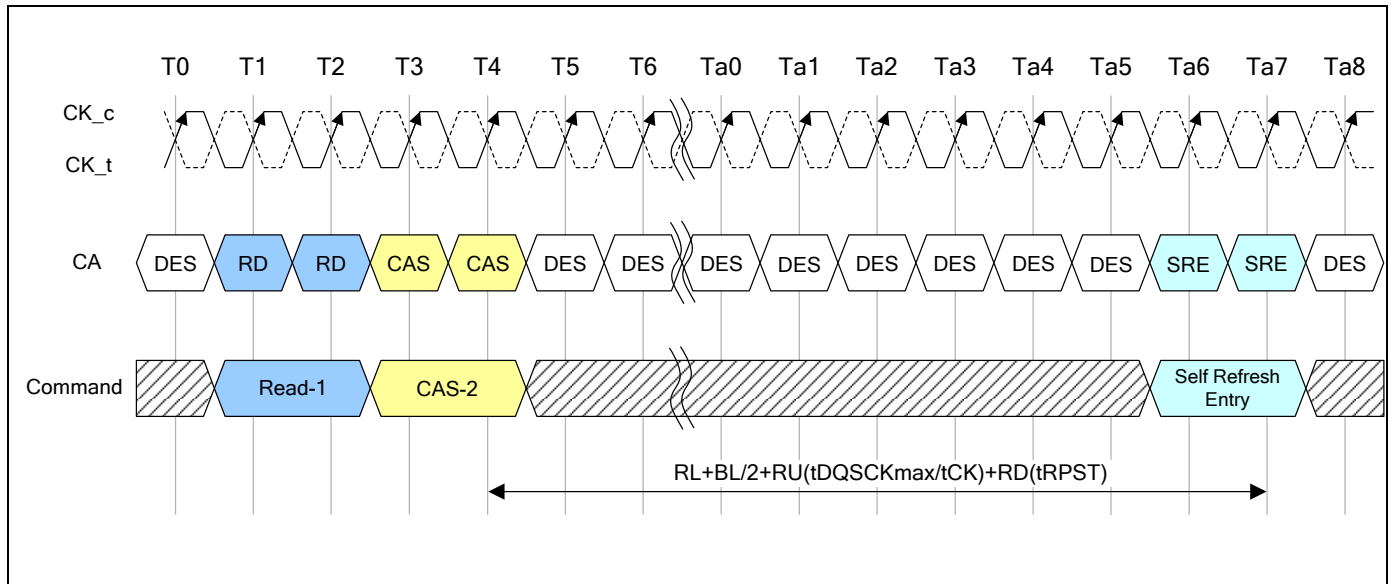 T0 T1 T2 T3 T4 T5 T6 Ta0 Ta1 Ta2 Ta3 Ta4 Ta5 Ta6 Ta7 Ta8
CK_c
CK_t
CA DES RD RD CAS CAS DES DES DES DES DES DES DES DES SRE SRE DES
Command Read-1 CAS-2 Self Refresh
Entry
RL+BL/2+RU(tDQSCKmax/tCK)+RD(tRPST)